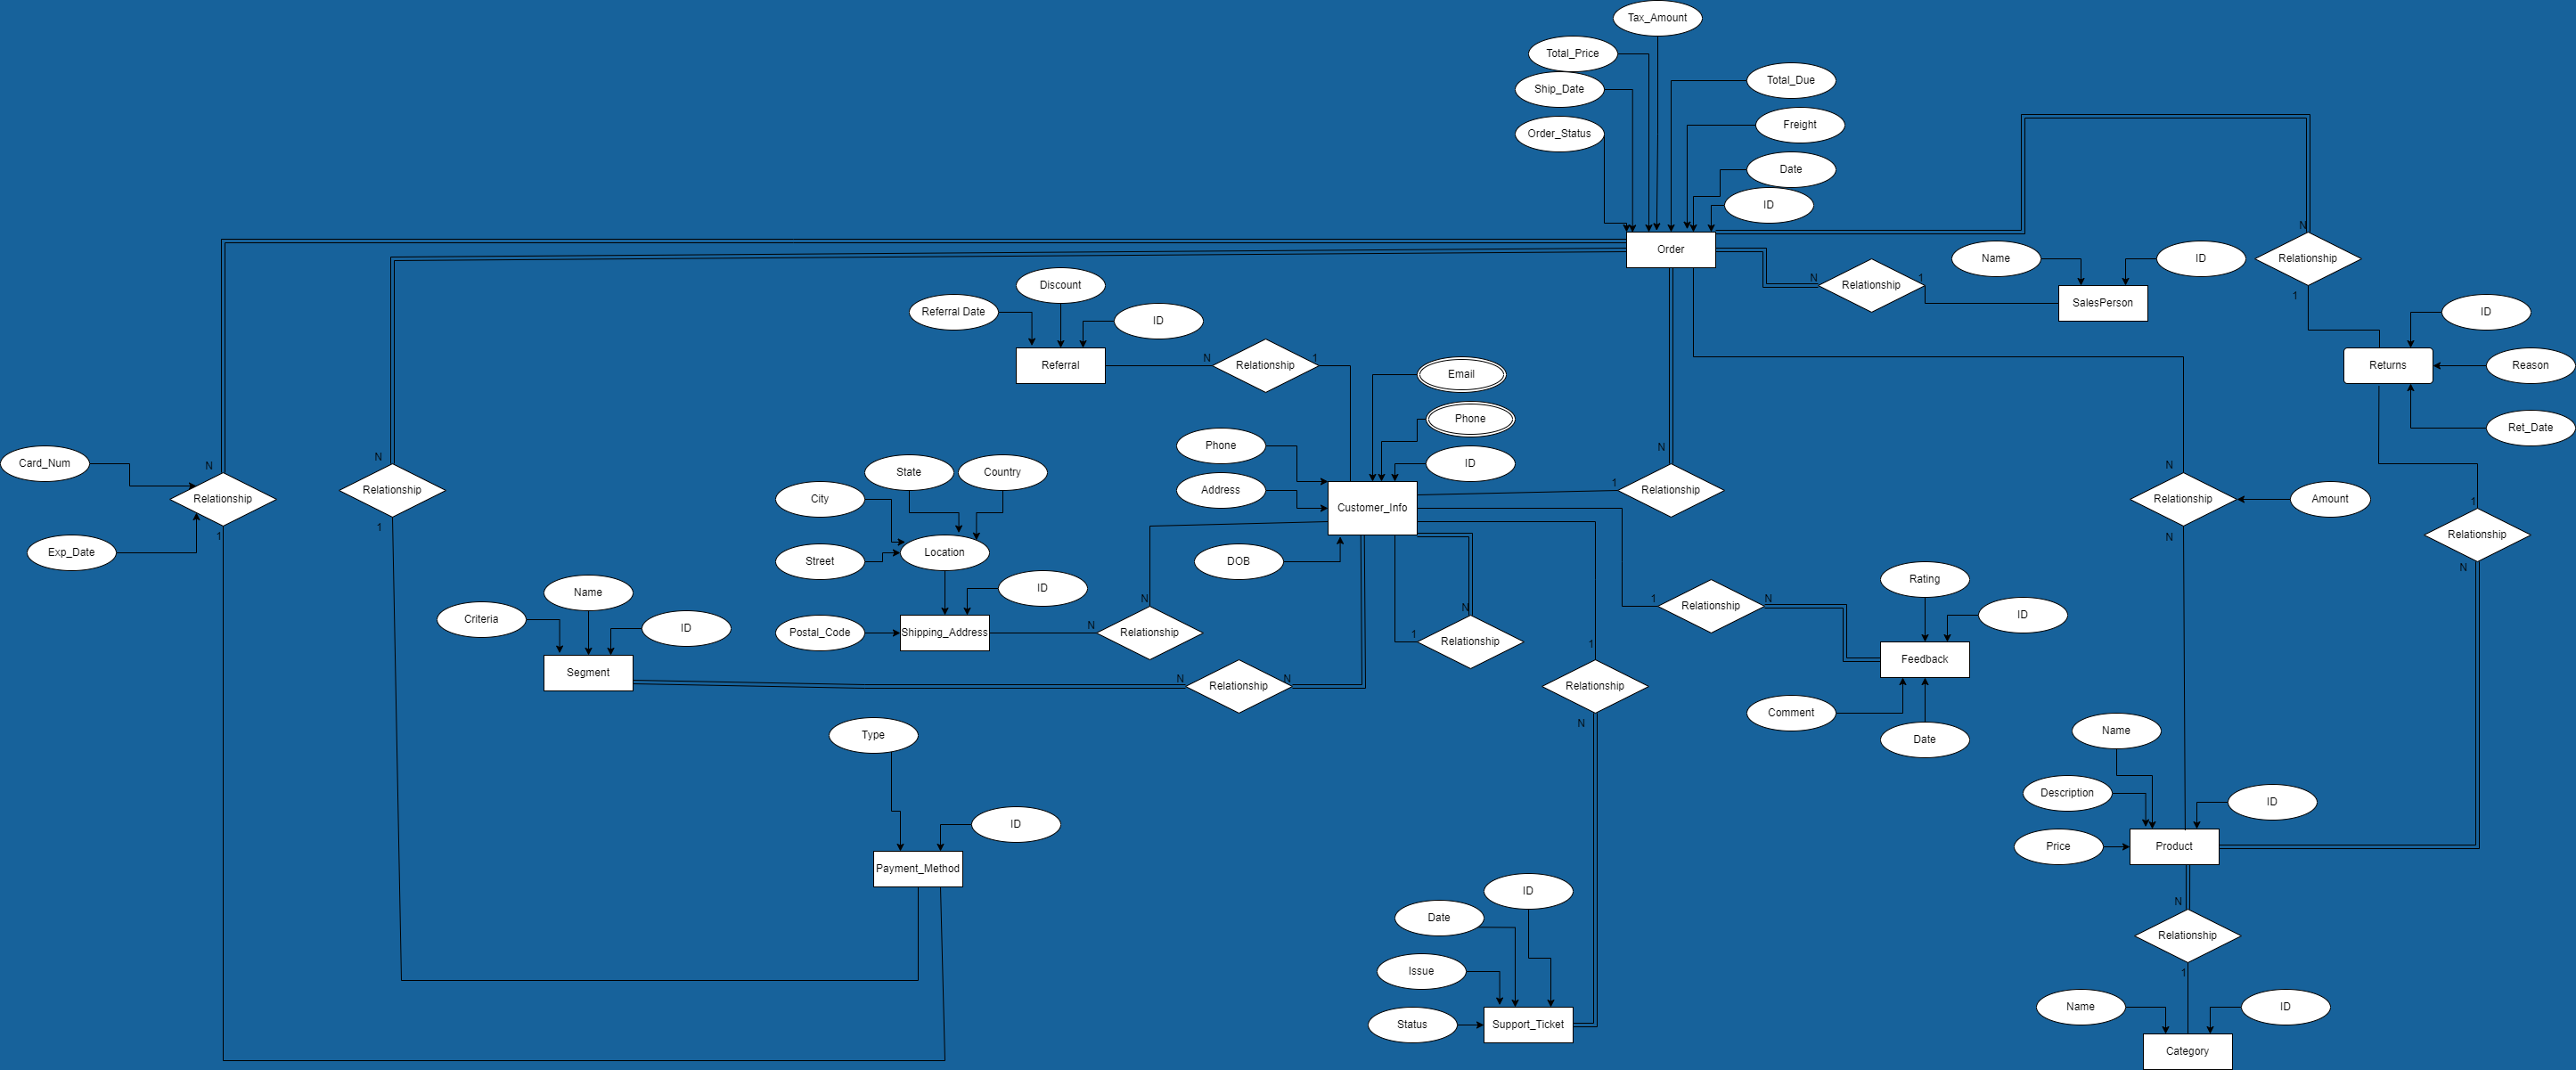 Tax_Amount
Total_Price
Total_Due
Ship_Date
Freight
Order_Status
Date
ID
N
Order
Name
ID
Relationship
Relationship
N
1
SalesPerson
1
Discount
Referral Date
ID
ID
Referral
N
Relationship
1
Returns
Reason
Email
Phone
Ret_Date
Phone
N
N
N
N
Card_Num
State
Country
ID
Relationship
Relationship
City
Address
1
Relationship
Relationship
Amount
1
Customer_Info
1
1
N
Relationship
Exp_Date
Location
Street
DOB
N
ID
Rating
N
1
Relationship
N
Name
Criteria
ID
Postal_Code
Shipping_Address
N
Relationship
N
1
Relationship
ID
1
Feedback
Segment
N
Relationship
N
Relationship
N
Comment
Date
Type
Name
Description
ID
ID
Price
Product
Payment_Method
ID
N
Date
Relationship
Issue
1
Name
ID
Status
Support_Ticket
Category